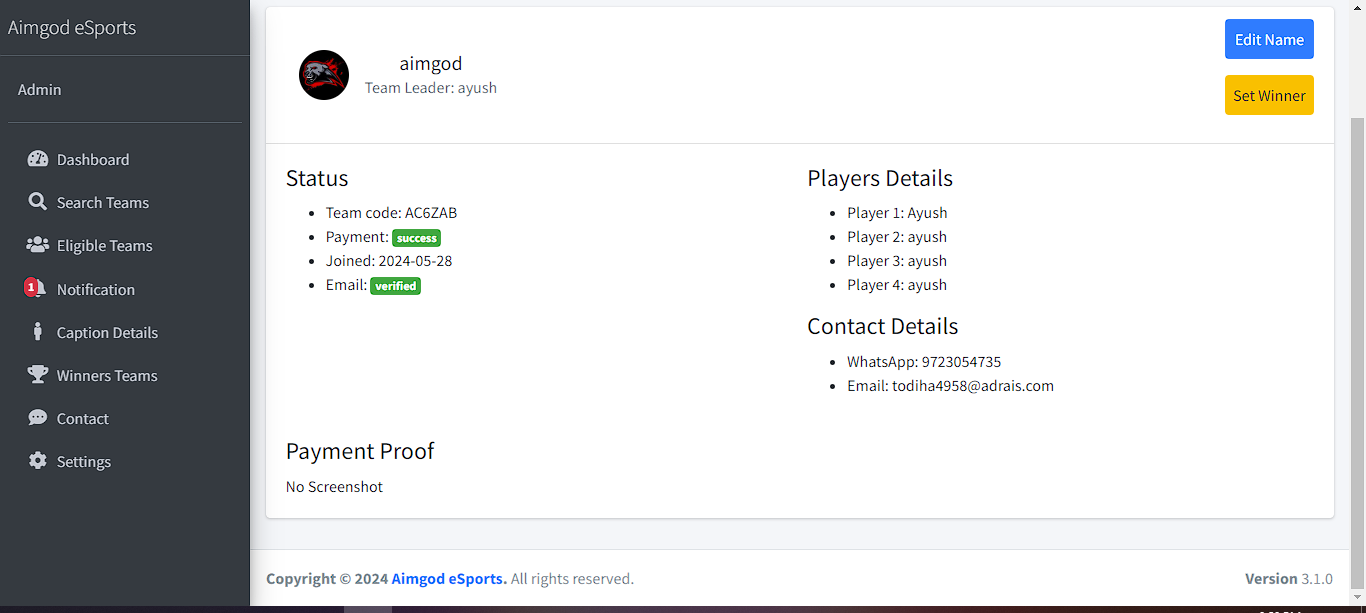 Aimgod eSports
Admin
Dashboard
Search Teams
Eligible Teams
1
Notification
Caption Details
Winners Teams
Contact
Settings
aimgod
Team Leader: ayush
Edit Name
Set Winner
Status
Team code: AC6ZAB
Payment: success
Joined: 2024-05-28
Email: verified
Players Details
Player 1: Ayush
Player 2: ayush
Player 3: ayush
Player 4: ayush
Contact Details
WhatsApp: 9723054735
Email: todiha4958@adrais.com
Payment Proof
No Screenshot
Copyright © 2024 Aimgod eSports. All rights reserved.
Version 3.1.0